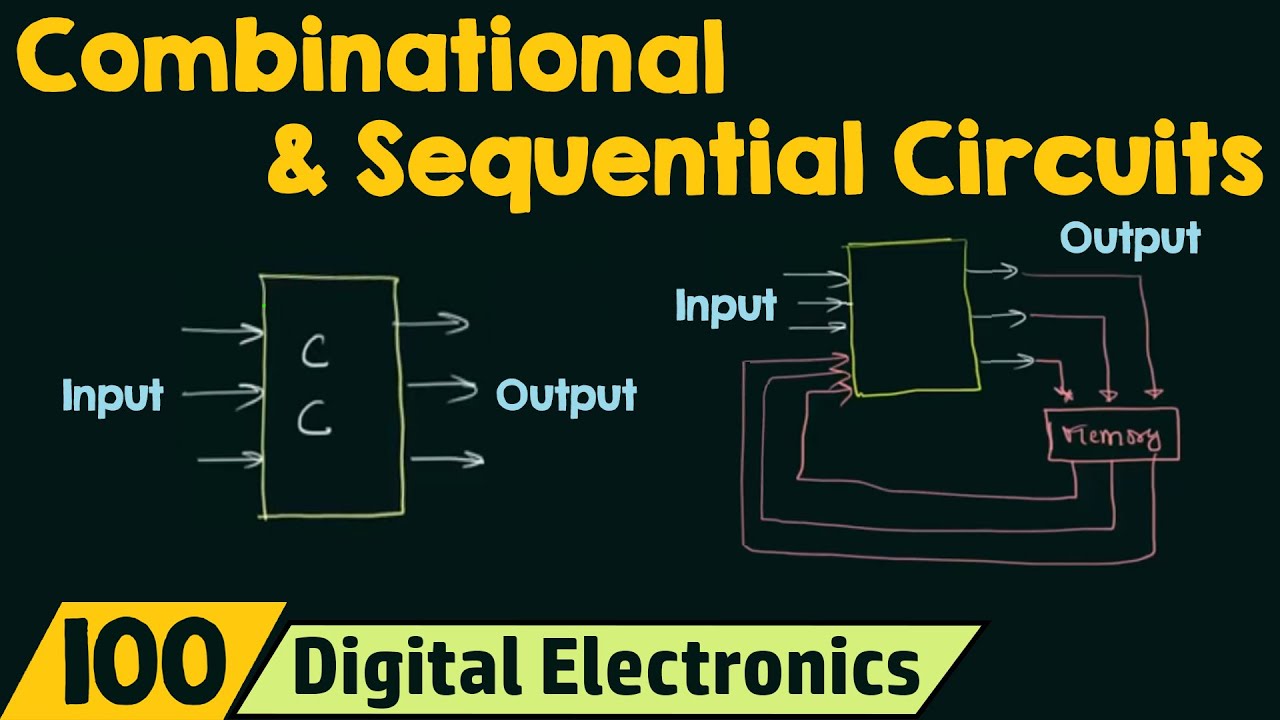 Combinational
& Sequential Circuits
Input
C
C
Output
Input
Output
Memory
100
Digital Electronics